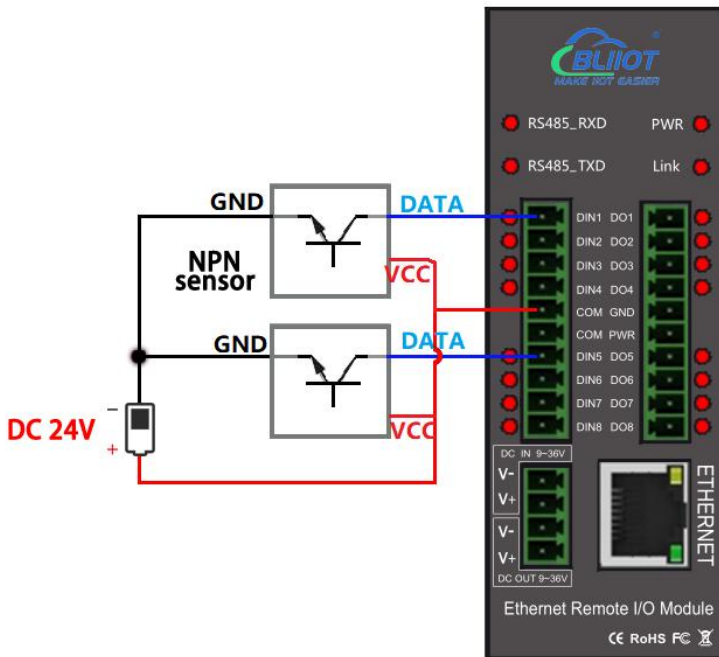 BLIIOT
®
MAKE IIOT EASIER
RS485_RXD PWR
RS485_TXD Link
GND
DATA
NPN
sensor
VCC
GND
DATA
VCC
−
DC 24V
+
DIN1 DO1
DIN2 DO2
DIN3 DO3
DIN4 DO4
COM GND
COM PWR
DIN5 DO5
DIN6 DO6
DIN7 DO7
DIN8 DO8
DC IN 9~36V
V-
V+
V-
V+
DC OUT 9~36V
ETHERNET
Ethernet Remote I/O Module
CE RoHS FC